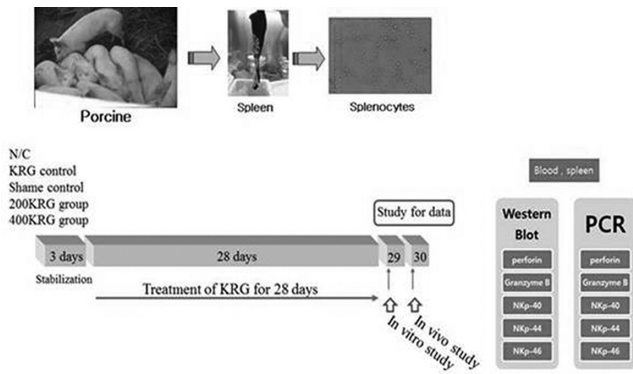 Porcine
Spleen
Splenocytes
N/C
KRG control
Shame control
200KRG group
400KRG group
3 days
28 days
29
30
Study for data
Stabilization
Treatment of KRG for 28 days
In vitro study
In vivo study
Blood , spleen
Western
Blot
perforin
Granzyme B
NKp-40
NKp-44
NKp-46
PCR
perforin
Granzyme B
NKp-40
NKp-44
NKp-46